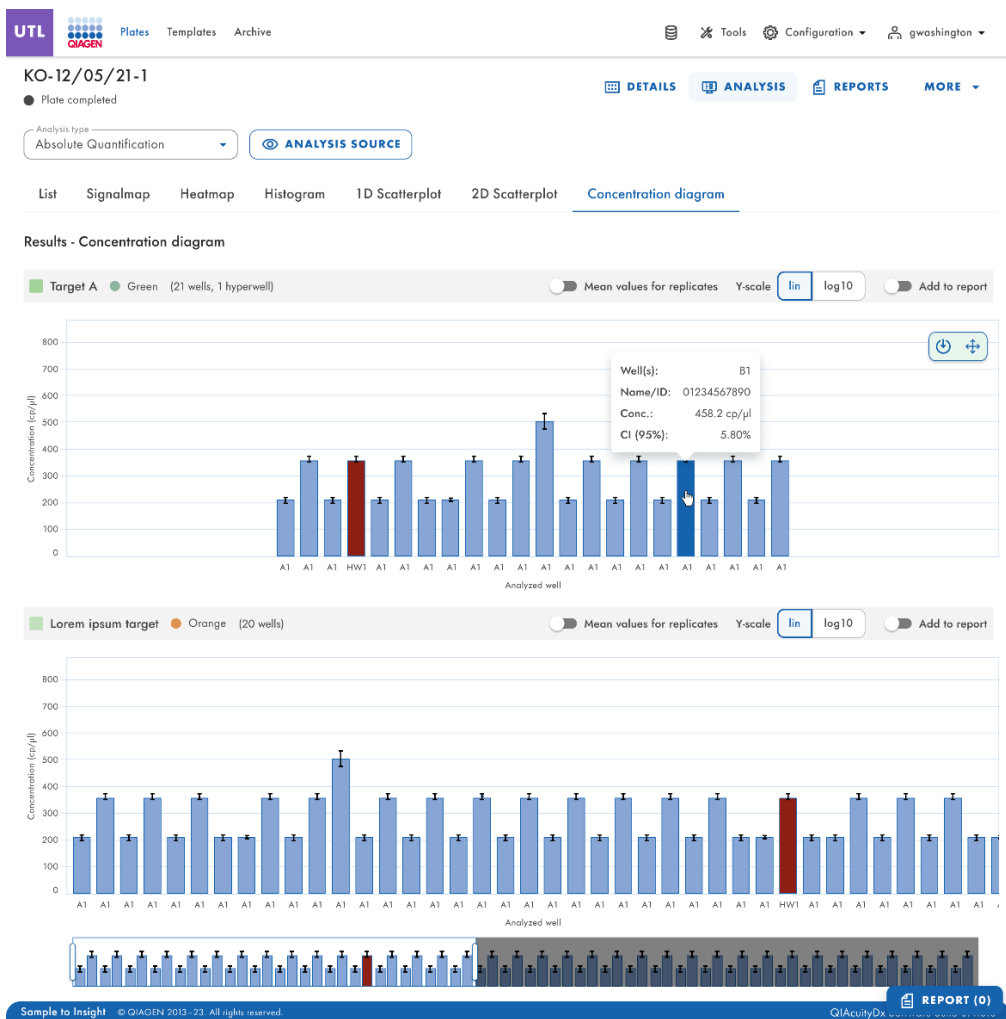 UTL QIAGEN Plates Templates Archive Tools Configuration gwashington
KO-12/05/21-1
Plate completed
DETAILS ANALYSIS REPORTS MORE
Analysis type
Absolute Quantification
ANALYSIS SOURCE
List Signalmap Heatmap Histogram 1D Scatterplot 2D Scatterplot Concentration diagram
Results - Concentration diagram
Target A Green (21 wells, 1 hyperwell) Mean values for replicates Y-scale lin log10 Add to report
Concentration (cp/µl)
800
700
600
500
400
300
200
100
0
Well(s): B1
Name/ID: 01234567890
Conc.: 458.2 cp/µl
CI (95%): 5.80%
A1 A1 A1 HW1 A1 A1 A1 A1 A1 A1 A1 A1 A1 A1 A1 A1 A1 A1 A1 A1 A1 A1
Analyzed well
Lorem ipsum target Orange (20 wells) Mean values for replicates Y-scale lin log10 Add to report
Concentration (cp/µl)
800
700
600
500
400
300
200
100
0
A1 A1 A1 A1 A1 A1 A1 A1 A1 A1 A1 A1 A1 A1 A1 A1 A1 A1 A1 A1 A1 A1 A1 A1 A1 A1 A1 A1 A1 A1 HW1 A1 A1 A1 A1 A1 A1 A1 A1
Analyzed well
REPORT (0)
Sample to Insight © QIAGEN 2013–23. All rights reserved. QIAcuityDx